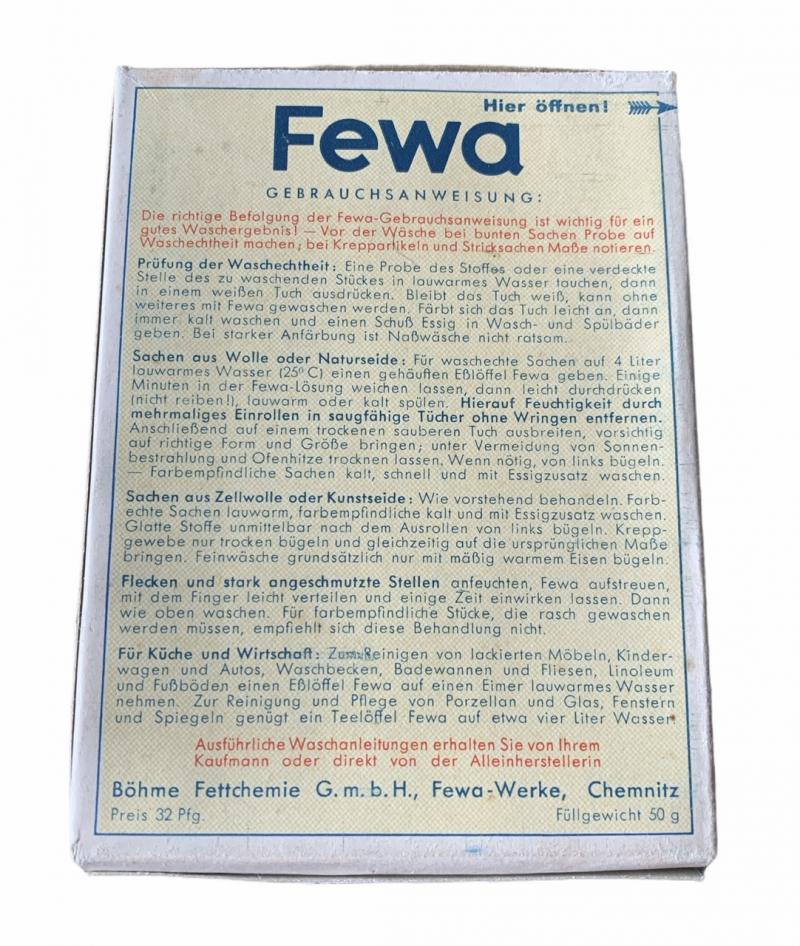 Hier öffnen!
Fewa
GEBRAUCHSANWEISUNG:
Die richtige Befolgung der Fewa-Gebrauchsanweisung ist wichtig für ein
gutes Waschergebnis! — Vor der Wäsche bei bunten Sachen Probe auf
Waschechtheit machen; bei Kreppartikeln und Stricksachen Maße notieren.
Prüfung der Waschechtheit: Eine Probe des Stoffes oder eine verdeckte
Stelle des zu waschenden Stückes in lauwarmes Wasser tauchen, dann
in einem weißen Tuch ausdrücken. Bleibt das Tuch weiß, kann ohne
weiteres mit Fewa gewaschen werden. Färbt sich das Tuch leicht an, dann
immer kalt waschen und einen Schuß Essig in Wasch- und Spülbäder
geben. Bei starker Anfärbung ist Naßwäsche nicht ratsam.
Sachen aus Wolle oder Naturseide: Für waschechte Sachen auf 4 Liter
lauwarmes Wasser (25° C) einen gehäuften Eßlöffel Fewa geben. Einige
Minuten in der Fewa-Lösung weichen lassen, dann leicht durchdrücken
(nicht reiben!), lauwarm oder kalt spülen. Hierauf Feuchtigkeit durch
mehrmaliges Einrollen in saugfähige Tücher ohne Wringen entfernen.
Anschließend auf einem trockenen sauberen Tuch ausbreiten, vorsichtig
auf richtige Form und Größe bringen; unter Vermeidung von Sonnen-
bestrahlung und Ofenhitze trocknen lassen. Wenn nötig, von links bügeln.
— Farbempfindliche Sachen kalt, schnell und mit Essigzusatz waschen.
Sachen aus Zellwolle oder Kunstseide: Wie vorstehend behandeln. Farb-
echte Sachen lauwarm, farbempfindliche kalt und mit Essigzusatz waschen.
Glatte Stoffe unmittelbar nach dem Ausrollen von links bügeln. Krepp-
gewebe nur trocken bügeln und gleichzeitig auf die ursprünglichen Maße
bringen. Feinwäsche grundsätzlich nur mit mäßig warmem Eisen bügeln.
Flecken und stark angeschmutzte Stellen anfeuchten, Fewa aufstreuen,
mit dem Finger leicht verteilen und einige Zeit einwirken lassen. Dann
wie oben waschen. Für farbempfindliche Stücke, die rasch gewaschen
werden müssen, empfiehlt sich diese Behandlung nicht.
Für Küche und Wirtschaft: Zum Reinigen von lackierten Möbeln, Kinder-
wagen und Autos, Waschbecken, Badewannen und Fliesen, Linoleum
und Fußböden einen Eßlöffel Fewa auf einen Eimer lauwarmes Wasser
nehmen. Zur Reinigung und Pflege von Porzellan und Glas, Fenstern
und Spiegeln genügt ein Teelöffel Fewa auf etwa vier Liter Wasser.
Ausführliche Waschanleitungen erhalten Sie von Ihrem
Kaufmann oder direkt von der Alleinherstellerin
Böhme Fettchemie G.m.b.H., Fewa-Werke, Chemnitz
Preis 32 Pfg. Füllgewicht 50 g